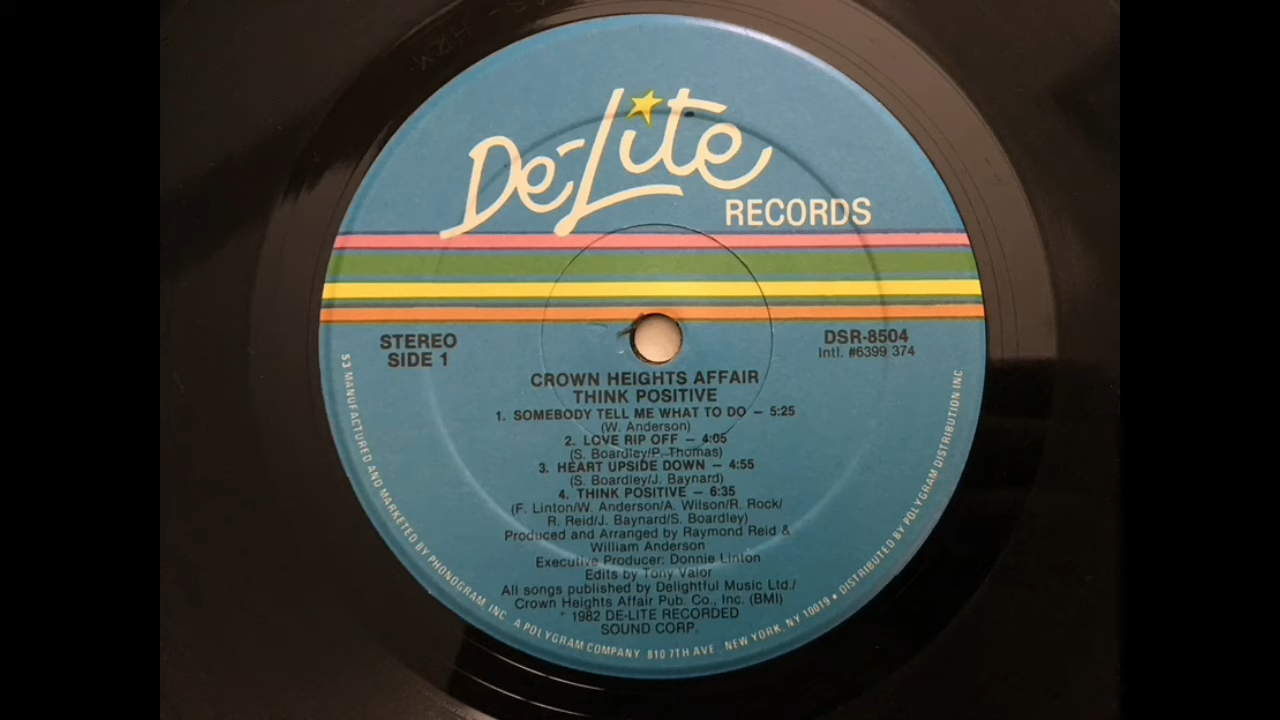 De-Lite
RECORDS
STEREO
SIDE 1
DSR-8504
Intl. #6399 374
CROWN HEIGHTS AFFAIR
THINK POSITIVE
1. SOMEBODY TELL ME WHAT TO DO — 5:25
(W. Anderson)
2. LOVE RIP OFF — 4:05
(S. Boardley/P. Thomas)
3. HEART UPSIDE DOWN — 4:55
(S. Boardley/J. Baynard)
4. THINK POSITIVE — 6:35
(F. Linton/W. Anderson/A. Wilson/R. Rock/
R. Reid/J. Baynard/S. Boardley)
Produced and Arranged by Raymond Reid &
William Anderson
Executive Producer: Donnie Linton
Edits by Tony Valor
All songs published by Delightful Music Ltd./
Crown Heights Affair Pub. Co., Inc. (BMI)
1982 DE-LITE RECORDED
SOUND CORP.
53 MANUFACTURED AND MARKETED BY PHONOGRAM, INC. A POLYGRAM COMPANY 810 7TH AVE., NEW YORK, NY 10019 • DISTRIBUTED BY POLYGRAM DISTRIBUTION INC.